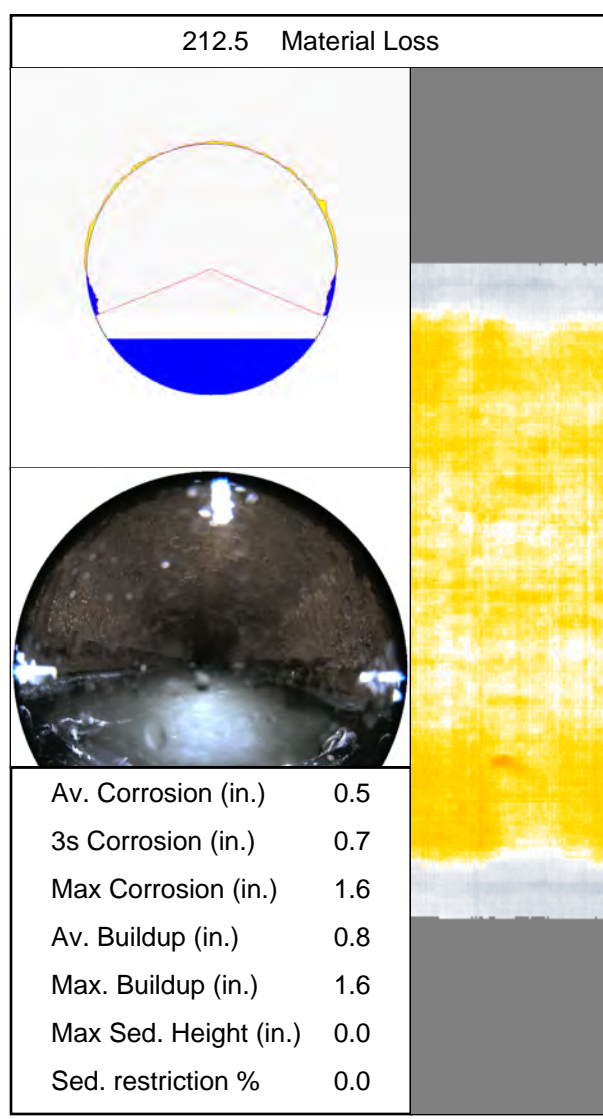 212.5 Material Loss
Av. Corrosion (in.) 0.5
3s Corrosion (in.) 0.7
Max Corrosion (in.) 1.6
Av. Buildup (in.) 0.8
Max. Buildup (in.) 1.6
Max Sed. Height (in.) 0.0
Sed. restriction % 0.0